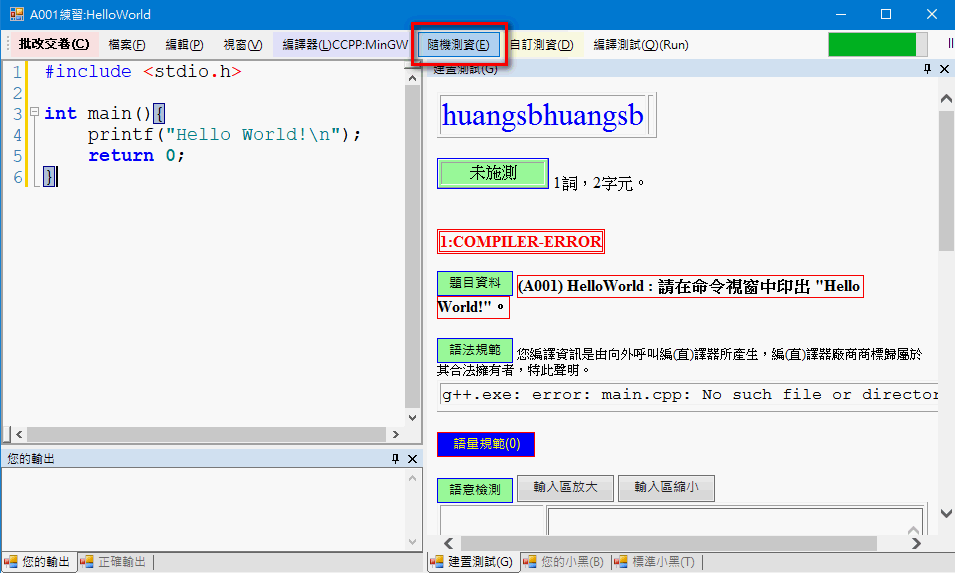 A001練習:HelloWorld
批改交卷(C) 檔案(F) 編輯(P) 視窗(V) 編譯器(L)CCPP:MinGW 隨機測資(E) 自訂測資(D) 編譯測試(Q)(Run)
1 #include <stdio.h>
2
3 int main(){
4 printf("Hello World!\n");
5 return 0;
6 }
您的輸出
您的輸出 正確輸出
建置測試(G)
huangsbhuangsb
未施測 1詞，2字元。
1:COMPILER-ERROR
題目資料 (A001) HelloWorld : 請在命令視窗中印出 "Hello
World!"。
語法規範 您編譯資訊是由向外呼叫編(直)譯器所產生，編(直)譯器廠商商標歸屬於
其合法擁有者，特此聲明。
g++.exe: error: main.cpp: No such file or director
語量規範(0)
語意檢測 輸入區放大 輸入區縮小
建置測試(G) 您的小黑(B) 標準小黑(T)